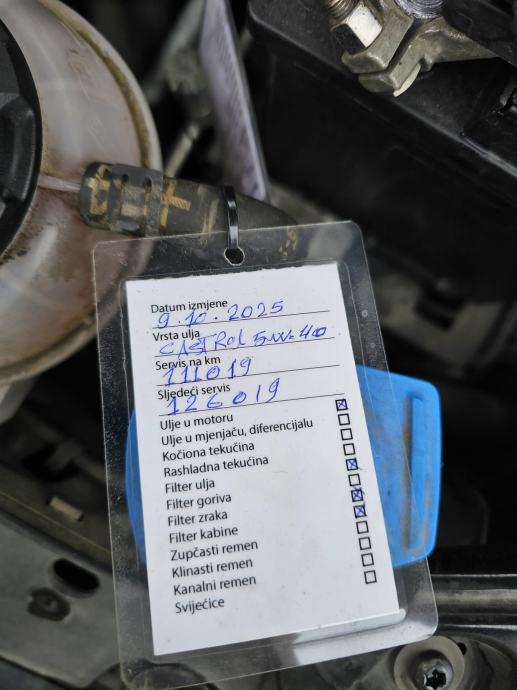 Datum izmjene
9.10.2025
Vrsta ulja
CASTROL 5W-40
Servis na km
111019
Sljedeći servis
126019
Ulje u motoru
Ulje u mjenjaču, diferencijalu
Kočiona tekučina
Rashladna tekućina
Filter ulja
Filter goriva
Filter zraka
Filter kabine
Zupčasti remen
Klinasti remen
Kanalni remen
Svijećice